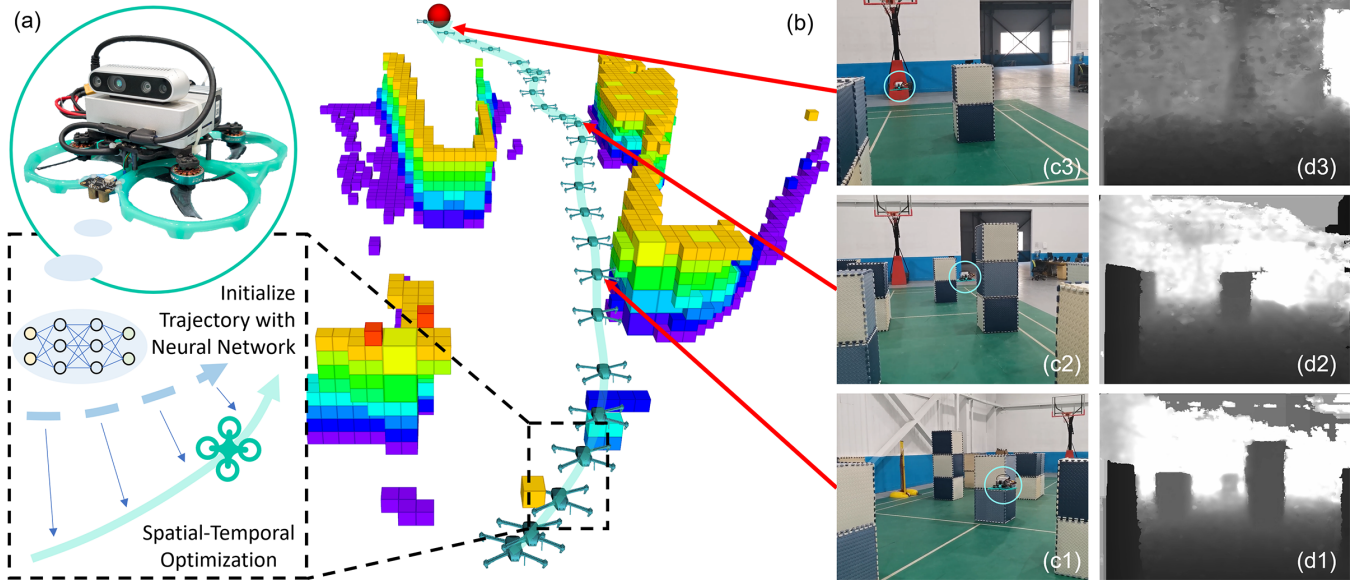 (a)
Initialize
Trajectory with
Neural Network
Spatial-Temporal
Optimization
(b)
(c3)
(d3)
(c2)
(d2)
(c1)
(d1)